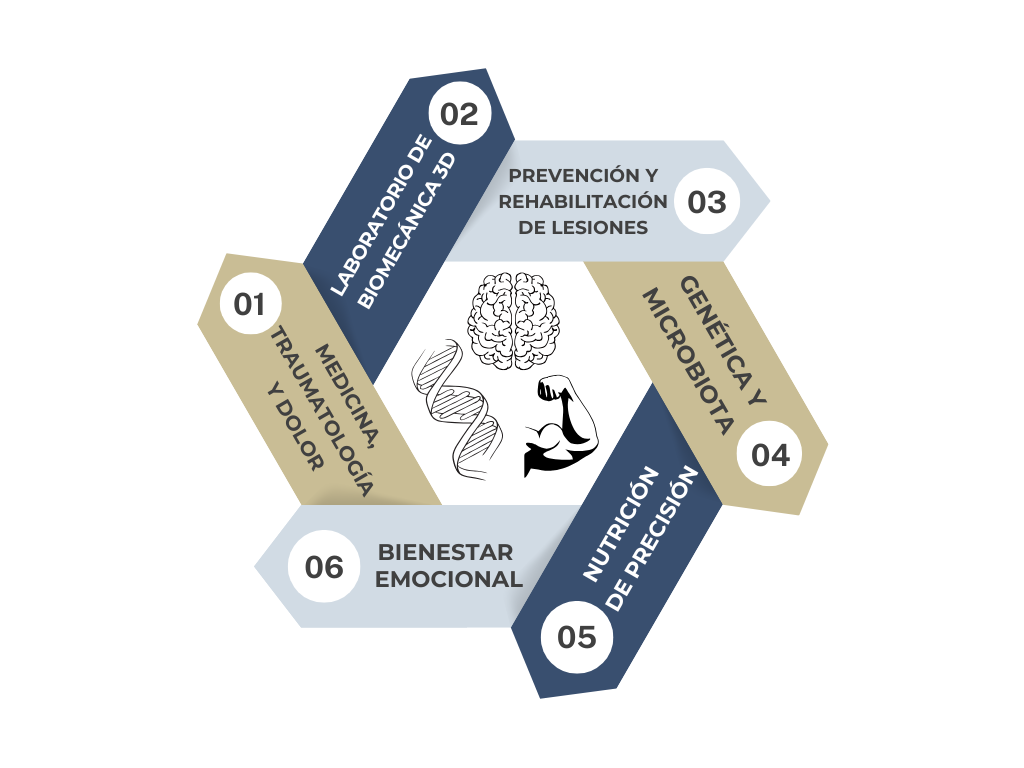 01
MEDICINA,
TRAUMATOLOGÍA
Y DOLOR
02
LABORATORIO DE
BIOMECÁNICA 3D
PREVENCIÓN Y
REHABILITACIÓN
DE LESIONES
03
GENÉTICA Y
MICROBIOTA
04
NUTRICIÓN
DE PRECISIÓN
05
06
BIENESTAR
EMOCIONAL